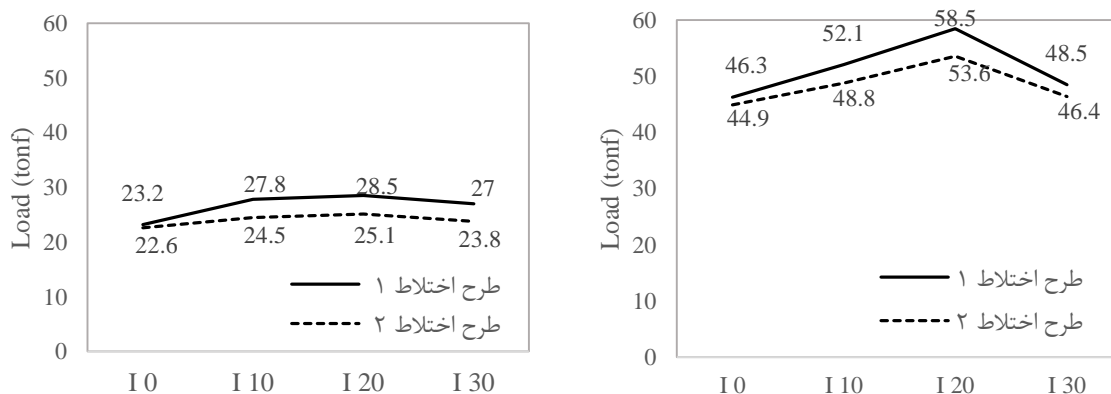 60
50
40
30
20
10
0
Load (tonf)
23.2
27.8
28.5
27
22.6
24.5
25.1
23.8
طرح اختلاط ۱
طرح اختلاط ۲
I 0
I 10
I 20
I 30
60
50
40
30
20
10
0
Load (tonf)
46.3
52.1
58.5
48.5
44.9
48.8
53.6
46.4
طرح اختلاط ۱
طرح اختلاط ۲
I 0
I 10
I 20
I 30